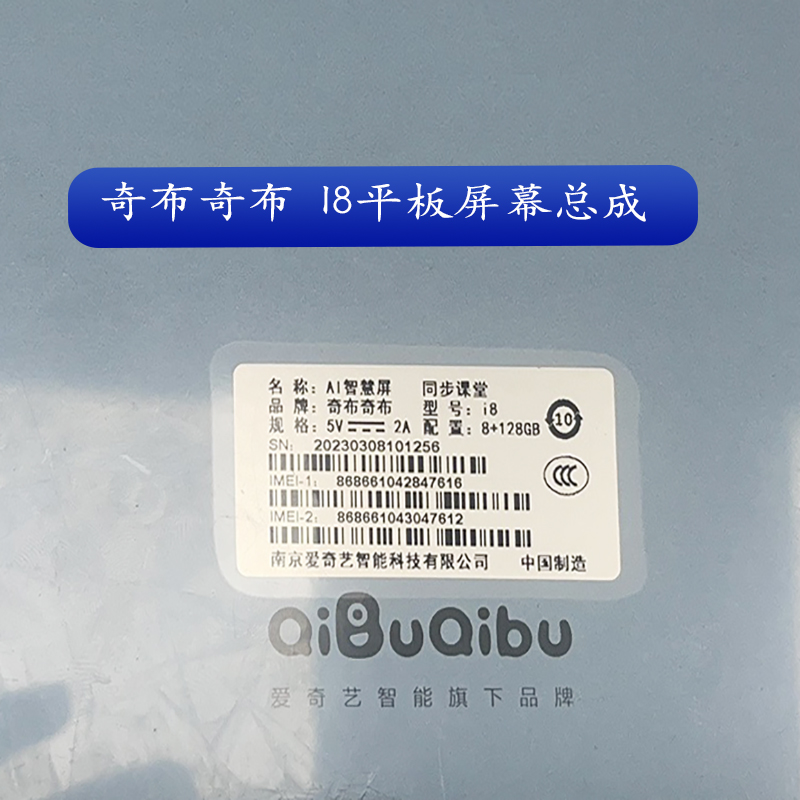 奇布奇布 I8平板屏幕总成
名 称：AI智慧屏 同步课堂
品 牌：奇布奇布 型 号：i8
规 格：5V 2A 配 置：8+128GB
10
SN: 20230308101256
CCC
IMEI-1: 868661042847616
IMEI-2: 868661043047612
南京爱奇艺智能科技有限公司 中国制造
QiBuQibu
爱奇艺智能旗下品牌